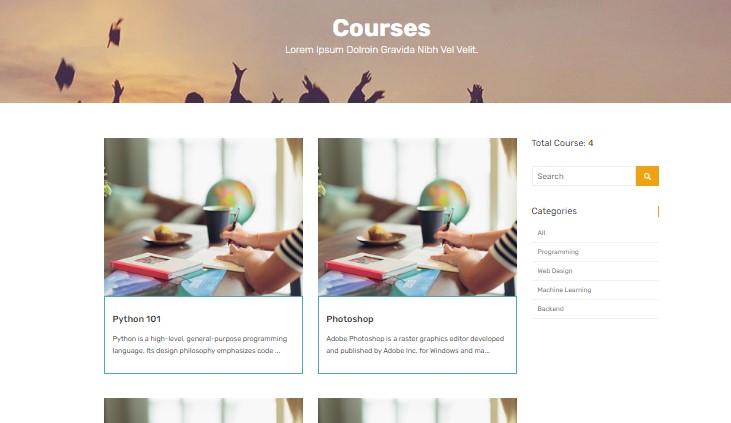 Courses
Lorem Ipsum Dolroin Gravida Nibh Vel Velit.
Total Course: 4
Search
Categories
All
Programming
Web Design
Machine Learning
Backend
Python 101
Python is a high-level, general-purpose programming
language. Its design philosophy emphasizes code ...
Photoshop
Adobe Photoshop is a raster graphics editor developed
and published by Adobe Inc. for Windows and ma...